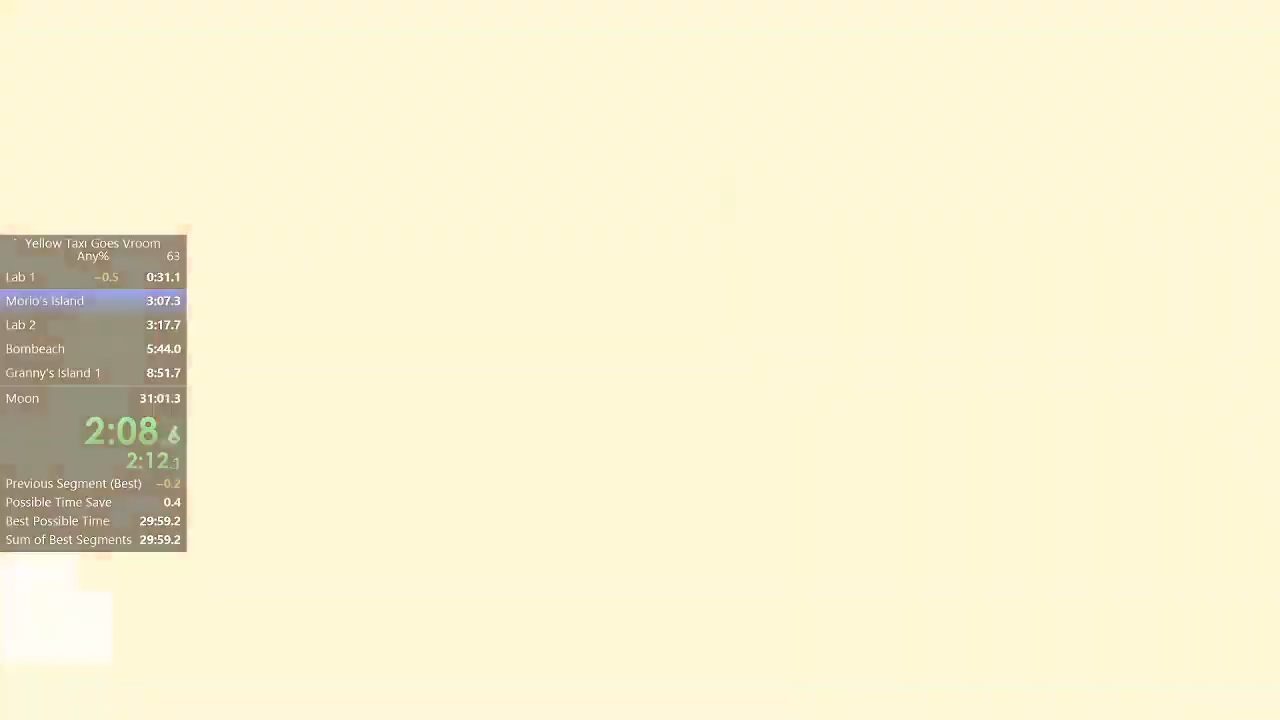 Yellow Taxi Goes Vroom
Any% 63
Lab 1 −0.5 0:31.1
Morio's Island 3:07.3
Lab 2 3:17.7
Bombeach 5:44.0
Granny's Island 1 8:51.7
Moon 31:01.3
2:08.6
2:12.1
Previous Segment (Best) −0.2
Possible Time Save 0.4
Best Possible Time 29:59.2
Sum of Best Segments 29:59.2